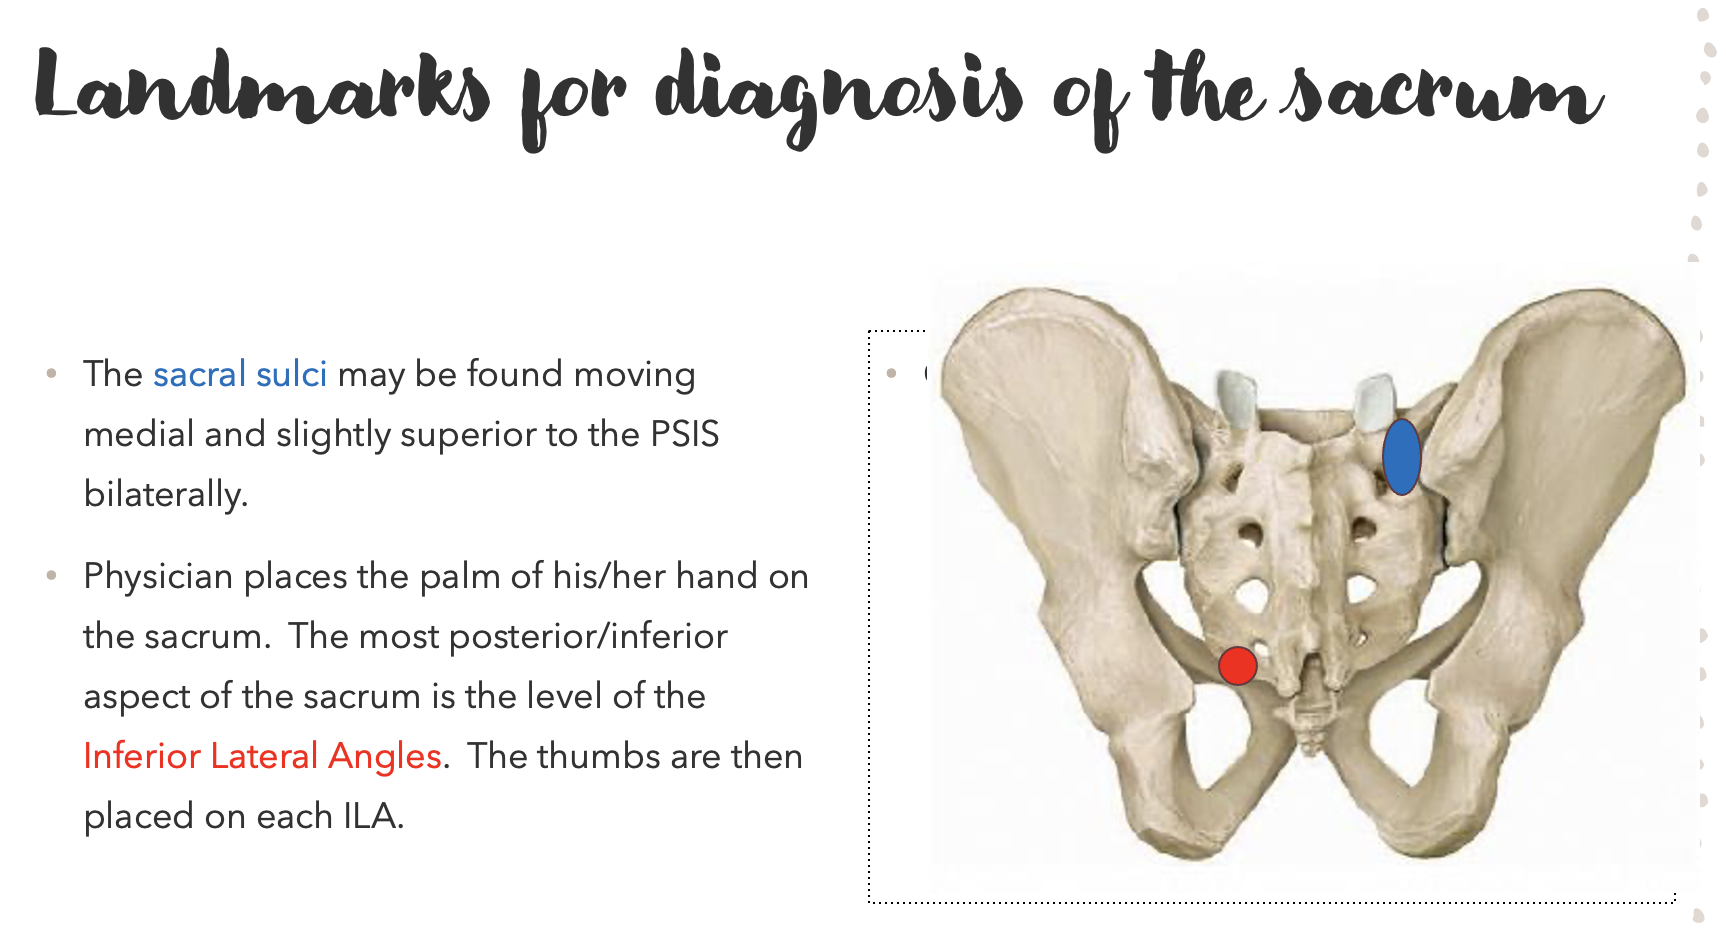 Landmarks for diagnosis of the sacrum
• The sacral sulci may be found moving
medial and slightly superior to the PSIS
bilaterally.
• Physician places the palm of his/her hand on
the sacrum.  The most posterior/inferior
aspect of the sacrum is the level of the
Inferior Lateral Angles.  The thumbs are then
placed on each ILA.